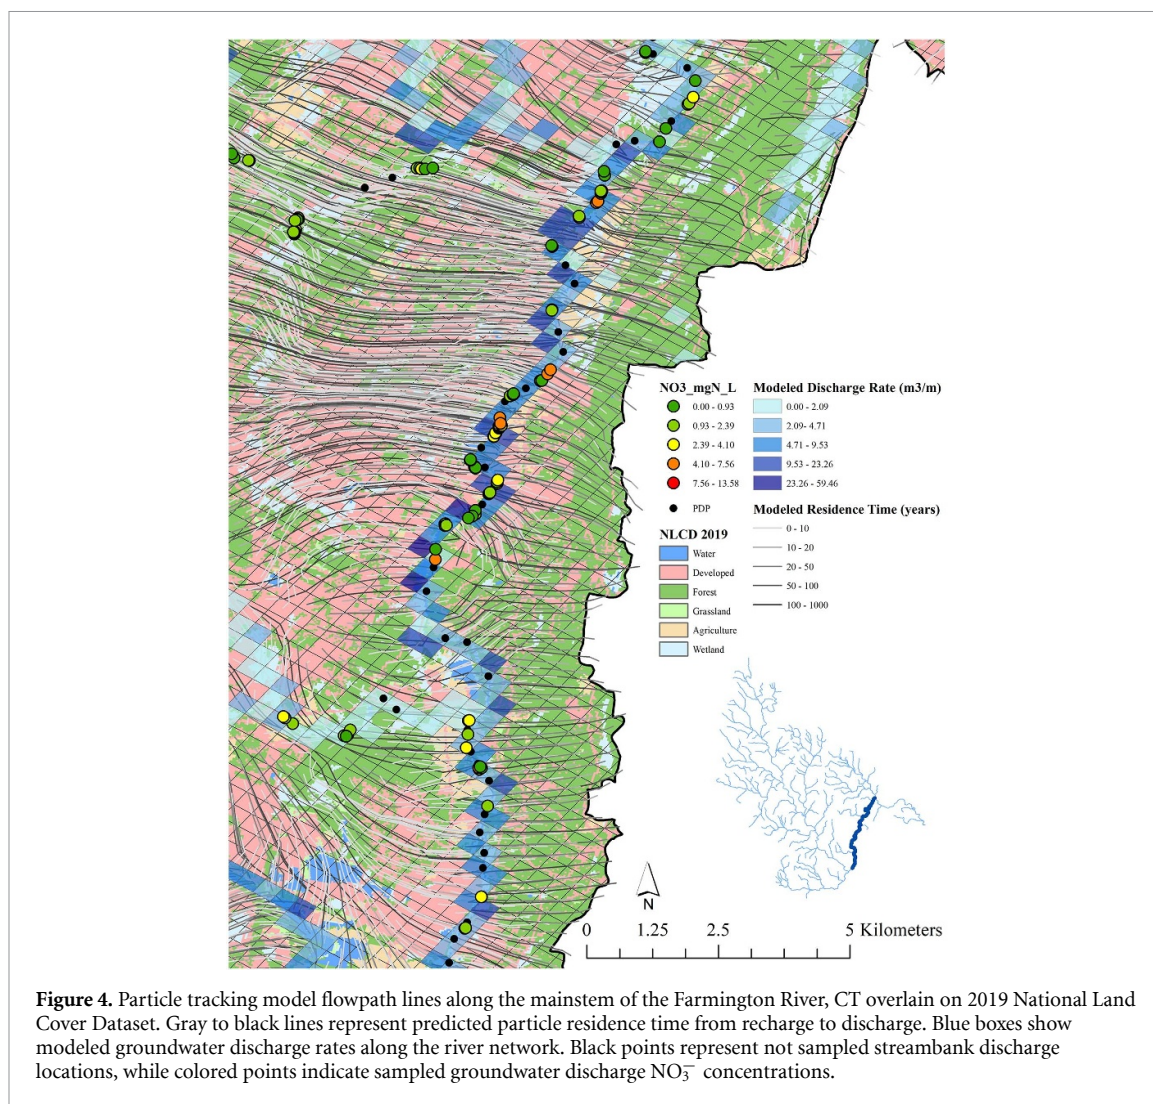 NO3_mgN_L
0.00 - 0.93
0.93 - 2.39
2.39 - 4.10
4.10 - 7.56
7.56 - 13.58
PDP
NLCD 2019
Water
Developed
Forest
Grassland
Agriculture
Wetland
Modeled Discharge Rate (m3/m)
0.00 - 2.09
2.09- 4.71
4.71 - 9.53
9.53 - 23.26
23.26 - 59.46
Modeled Residence Time (years)
0 - 10
10 - 20
20 - 50
50 - 100
100 - 1000
N
0 1.25 2.5 5 Kilometers
Figure 4. Particle tracking model flowpath lines along the mainstem of the Farmington River, CT overlain on 2019 National Land
Cover Dataset. Gray to black lines represent predicted particle residence time from recharge to discharge. Blue boxes show
modeled groundwater discharge rates along the river network. Black points represent not sampled streambank discharge
locations, while colored points indicate sampled groundwater discharge NO₃⁻ concentrations.